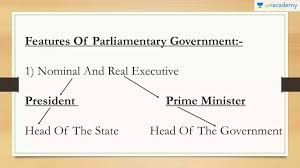 unacademy
Features Of Parliamentary Government:-
1) Nominal And Real Executive
President Prime Minister
Head Of The State Head Of The Government